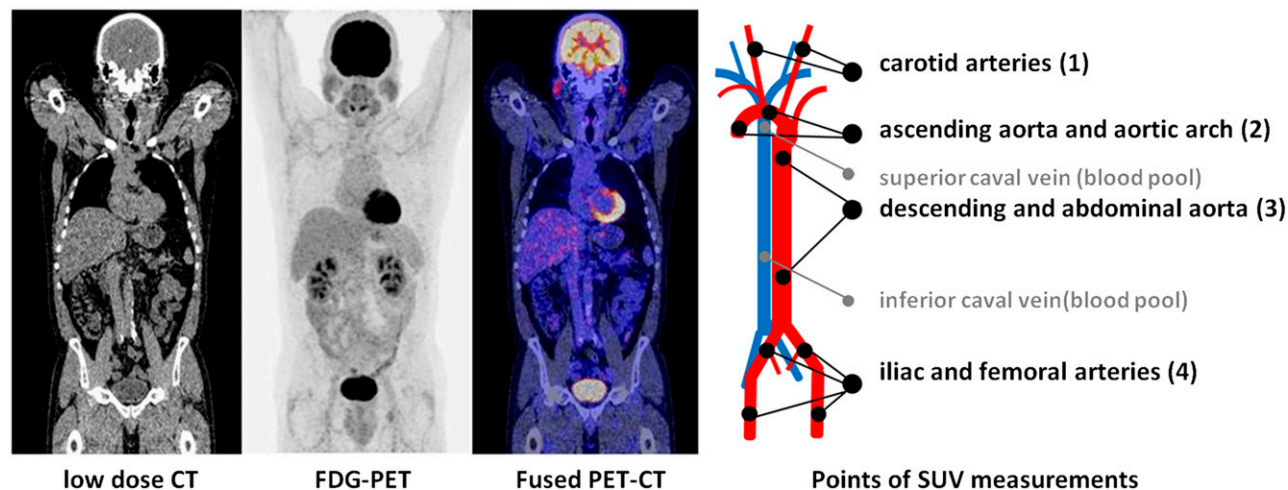 carotid arteries (1)
ascending aorta and aortic arch (2)
superior caval vein (blood pool)
descending and abdominal aorta (3)
inferior caval vein(blood pool)
iliac and femoral arteries (4)
low dose CT
FDG-PET
Fused PET-CT
Points of SUV measurements